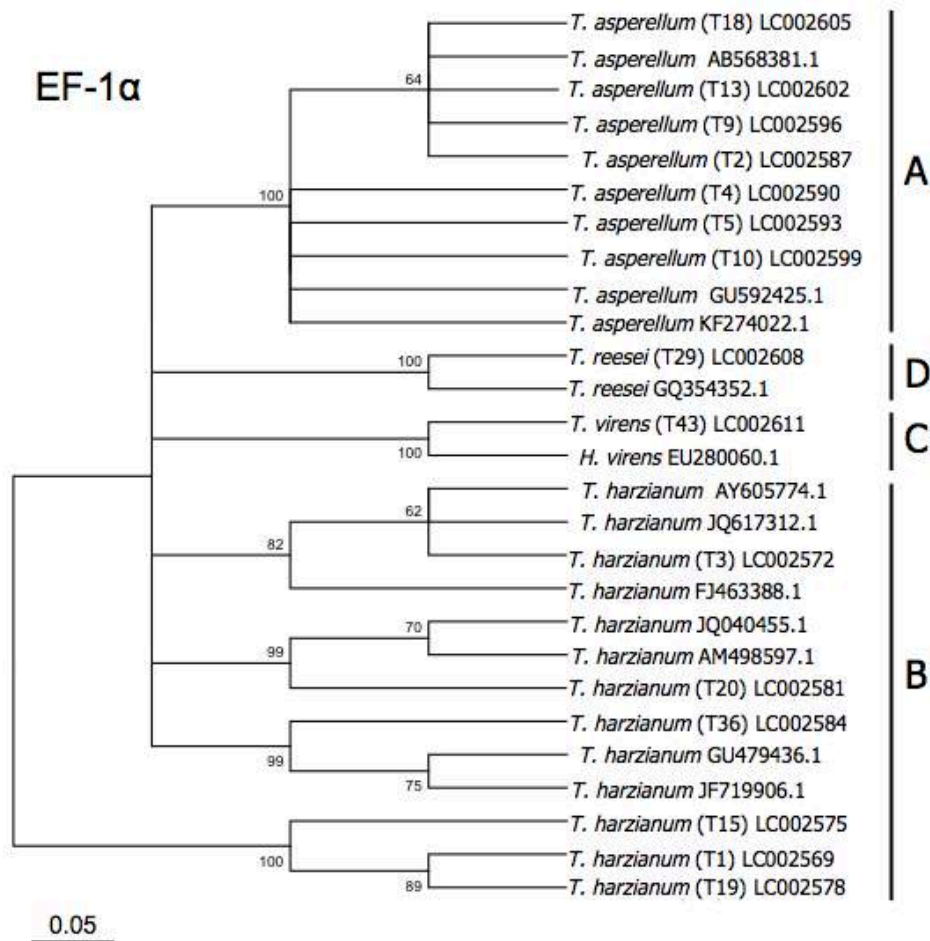 EF-1α
T. asperellum (T18) LC002605
T. asperellum AB568381.1
64
T. asperellum (T13) LC002602
T. asperellum (T9) LC002596
T. asperellum (T2) LC002587
A
100
T. asperellum (T4) LC002590
T. asperellum (T5) LC002593
T. asperellum (T10) LC002599
T. asperellum GU592425.1
T. asperellum KF274022.1
100
T. reesei (T29) LC002608
D
T. reesei GQ354352.1
T. virens (T43) LC002611
C
100
H. virens EU280060.1
T. harzianum AY605774.1
62
T. harzianum JQ617312.1
82
T. harzianum (T3) LC002572
T. harzianum FJ463388.1
70
T. harzianum JQ040455.1
99
T. harzianum AM498597.1
B
T. harzianum (T20) LC002581
T. harzianum (T36) LC002584
99
T. harzianum GU479436.1
75
T. harzianum JF719906.1
T. harzianum (T15) LC002575
100
T. harzianum (T1) LC002569
89
T. harzianum (T19) LC002578
0.05